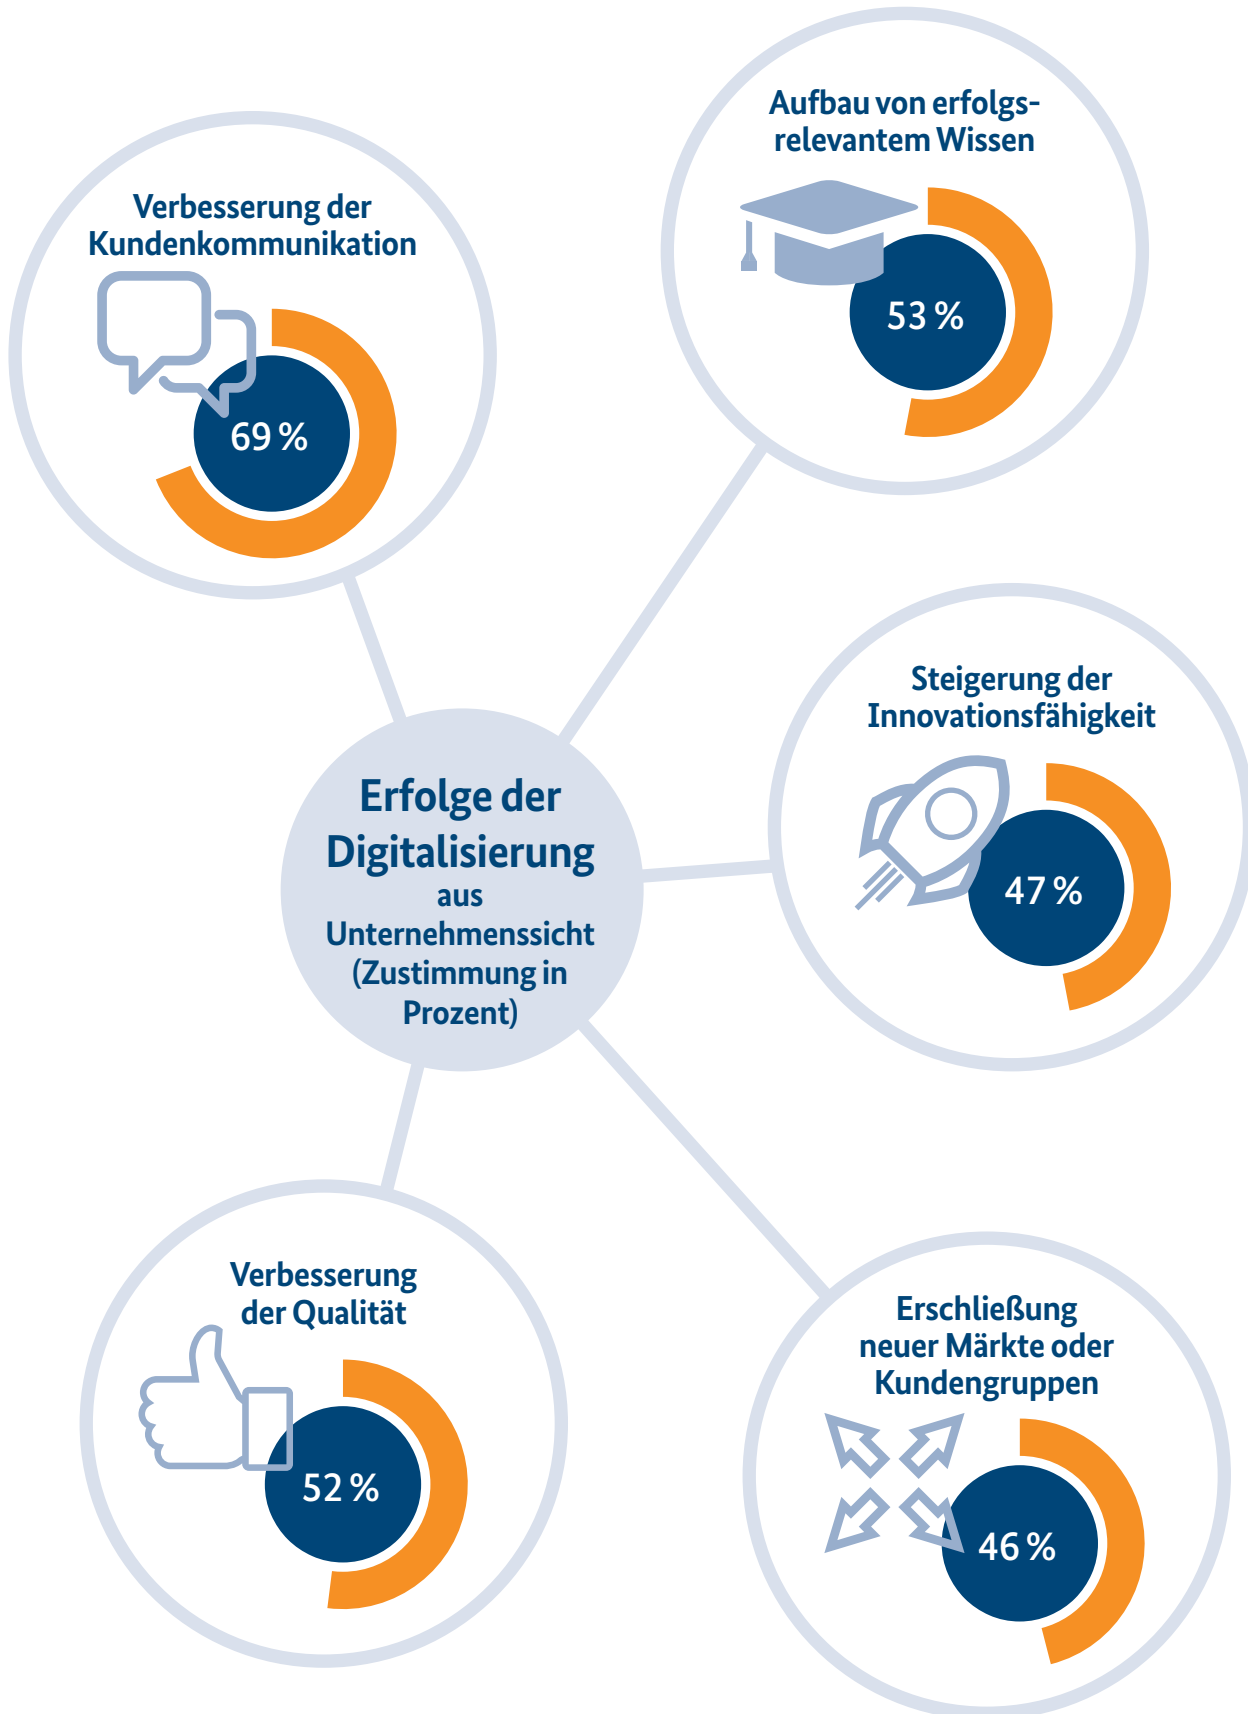 Aufbau von erfolgs-
relevantem Wissen
53 %
Verbesserung der
Kundenkommunikation
69 %
Steigerung der
Innovationsfähigkeit
47 %
Erfolge der
Digitalisierung
aus
Unternehmenssicht
(Zustimmung in
Prozent)
Verbesserung
der Qualität
52 %
Erschließung
neuer Märkte oder
Kundengruppen
46 %